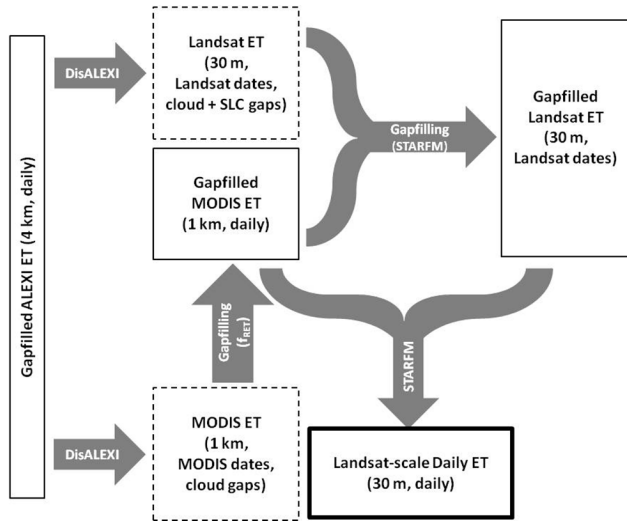 Gapfilled ALEXI ET (4 km, daily)
DisALEXI
Landsat ET
(30 m,
Landsat dates,
cloud + SLC gaps)
Gapfilling
(STARFM)
Gapfilled
Landsat ET
(30 m,
Landsat dates)
Gapfilled
MODIS ET
(1 km, daily)
Gapfilling
(fRET)
STARFM
DisALEXI
MODIS ET
(1 km,
MODIS dates,
cloud gaps)
Landsat-scale Daily ET
(30 m, daily)